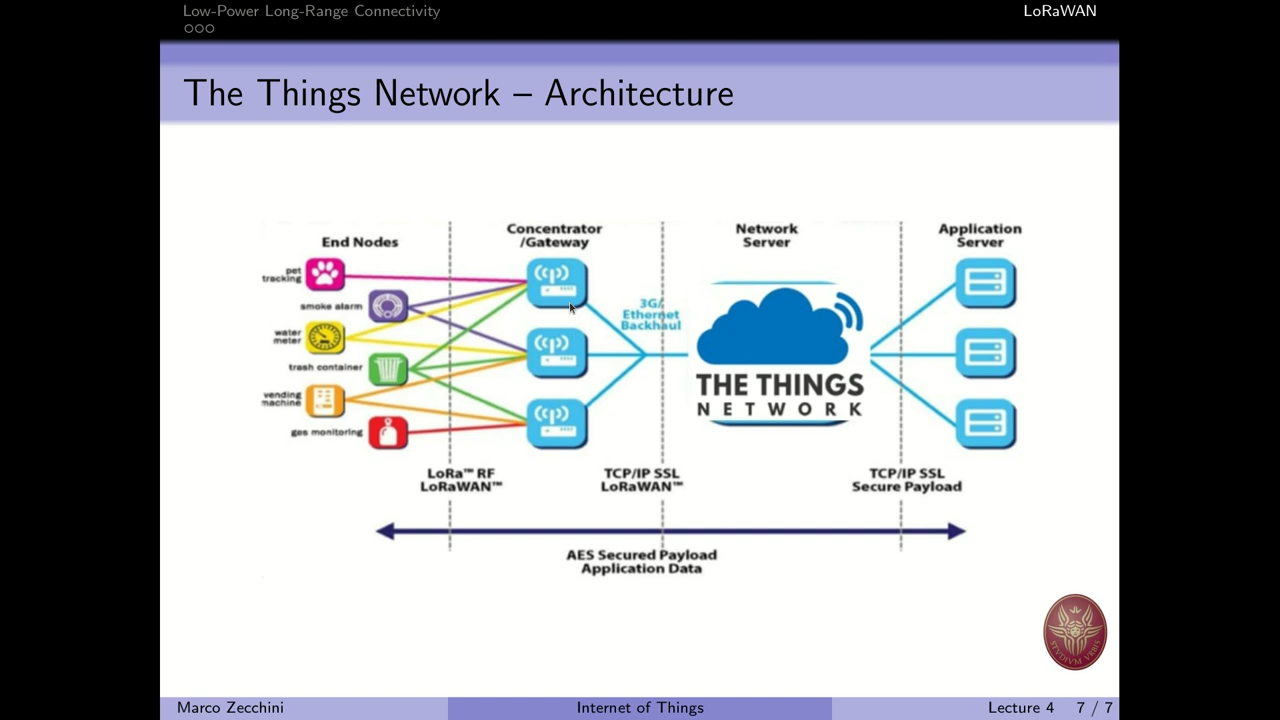 Low-Power Long-Range Connectivity
LoRaWAN
The Things Network – Architecture
End Nodes
Concentrator
/Gateway
Network
Server
Application
Server
pet
tracking
smoke alarm
water
meter
trash container
vending
machine
gas monitoring
3G/
Ethernet
Backhaul
THE THINGS
NETWORK
LoRa™ RF
LoRaWAN™
TCP/IP SSL
LoRaWAN™
TCP/IP SSL
Secure Payload
AES Secured Payload
Application Data
STVDIVM VRBIS
Marco Zecchini
Internet of Things
Lecture 4
7 / 7